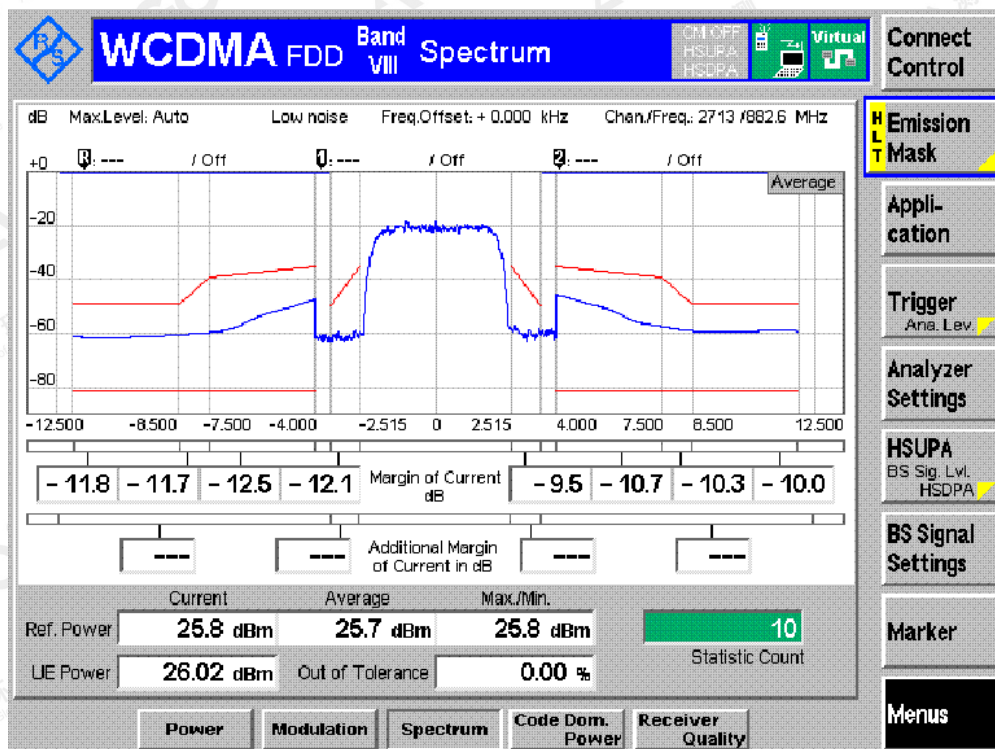 R S
WCDMA FDD Band VIII Spectrum
CM OFF
HSUPA
HSDPA
Virtual
Connect Control
dB Max.Level: Auto Low noise Freq.Offset: + 0.000 kHz Chan./Freq.: 2713 /882.6 MHz
HLT
Emission Mask
R: --- / Off 1: --- / Off 2: --- / Off
+0
Average
-20
-40
-60
-80
-12.500 -8.500 -7.500 -4.000 -2.515 0 2.515 4.000 7.500 8.500 12.500
Appli-cation
Trigger
Ana. Lev.
Analyzer Settings
- 11.8 - 11.7 - 12.5 - 12.1 Margin of Current dB - 9.5 - 10.7 - 10.3 - 10.0
HSUPA
BS Sig. Lvl.
HSDPA
--- --- Additional Margin of Current in dB --- ---
BS Signal Settings
Current Average Max./Min.
Ref. Power 25.8 dBm 25.7 dBm 25.8 dBm 10
Statistic Count
UE Power 26.02 dBm Out of Tolerance 0.00 %
Marker
Power Modulation Spectrum Code Dom. Power Receiver Quality
Menus